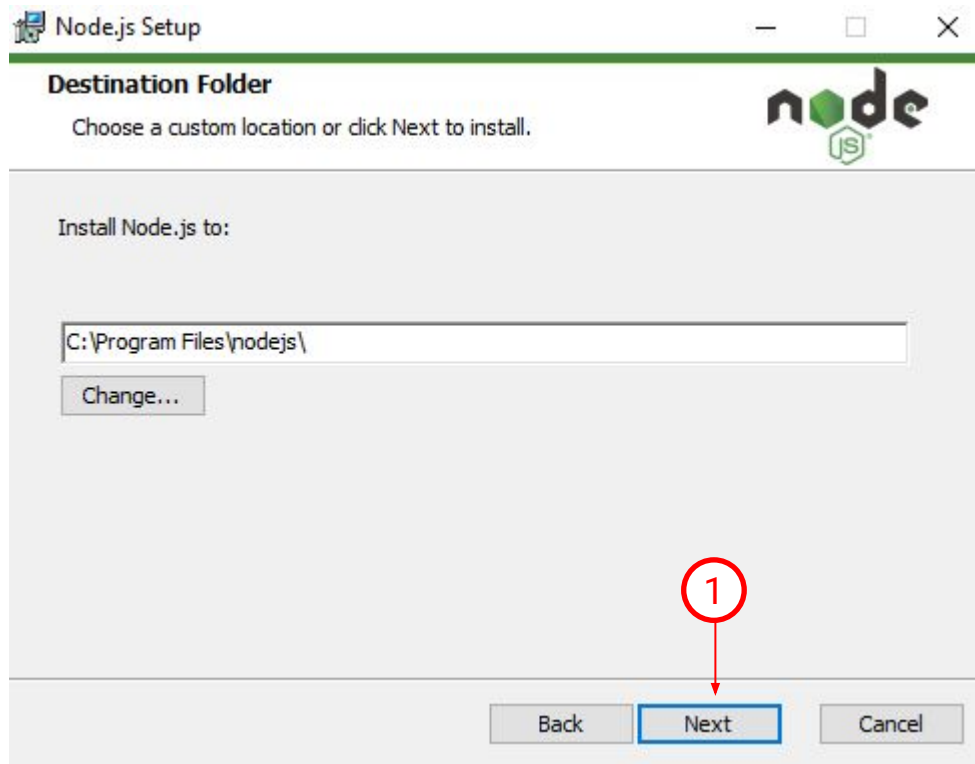 Node.js Setup
Destination Folder
Choose a custom location or click Next to install.
node
JS
Install Node.js to:
C:\Program Files\nodejs\
Change...
1
Back Next Cancel